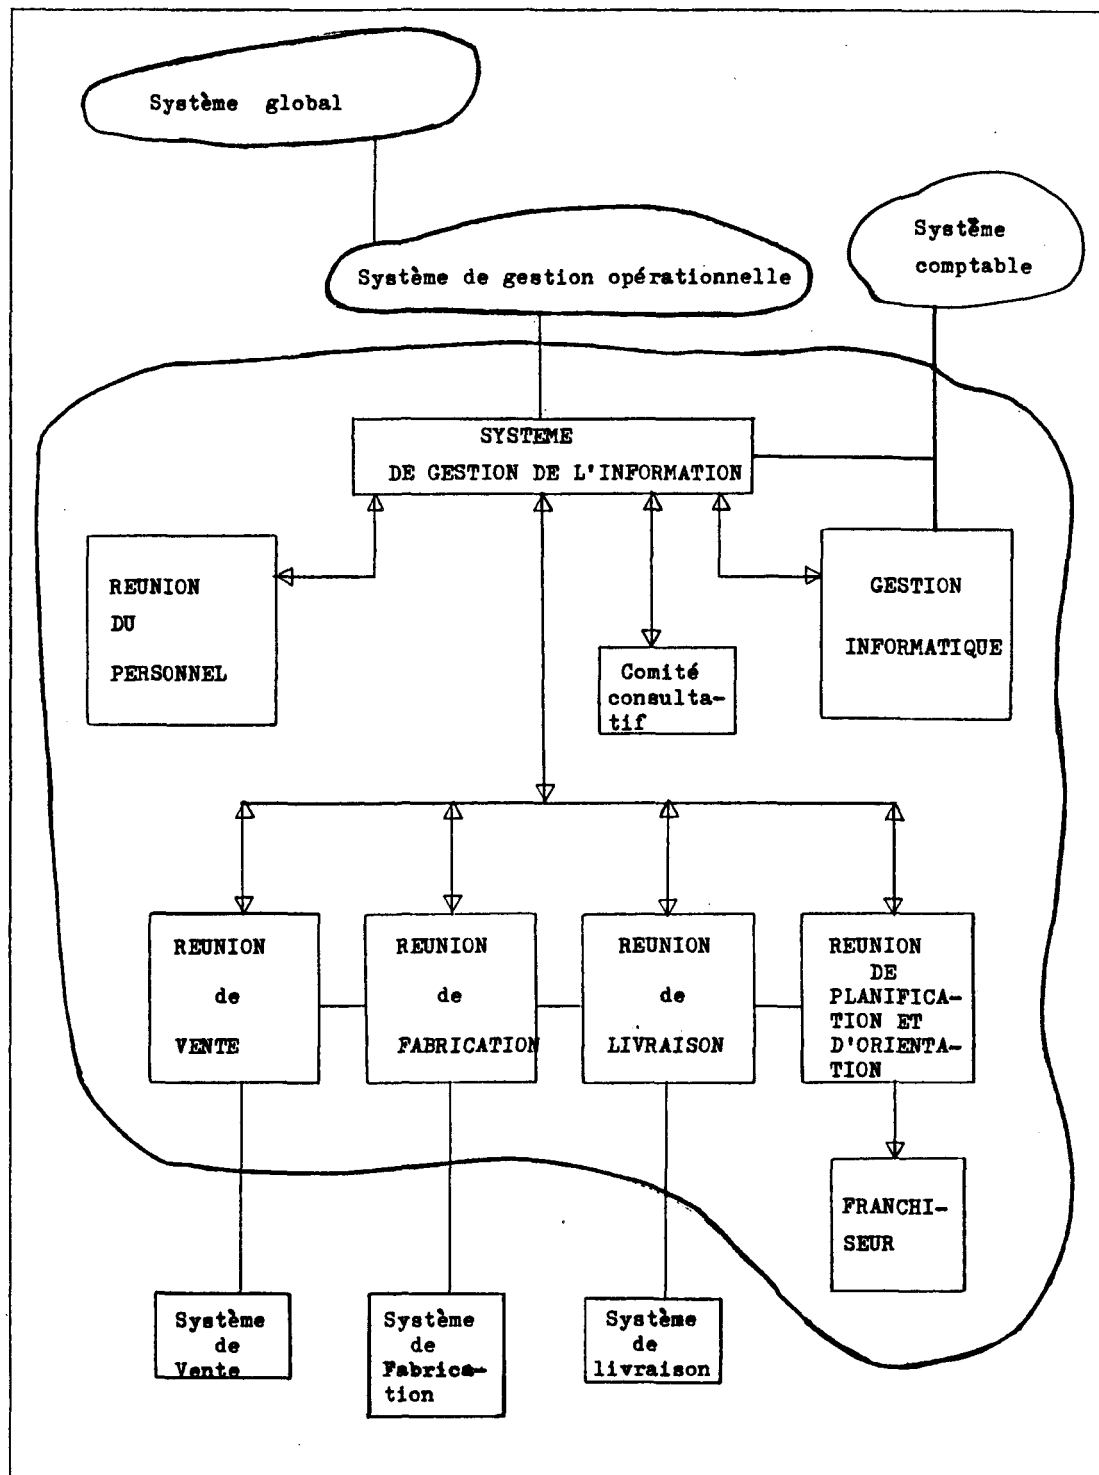 Système global
Système
comptable
Système de gestion opérationnelle
SYSTEME
DE GESTION DE L'INFORMATION
REUNION
DU
PERSONNEL
GESTION
INFORMATIQUE
Comité
consulta-
tif
REUNION
de
VENTE
REUNION
de
FABRICATION
REUNION
de
LIVRAISON
REUNION
DE
PLANIFICA-
TION ET
D'ORIENTA-
TION
FRANCHI-
SEUR
Système
de
Vente
Système
de
Fabrica-
tion
Système
de
livraison